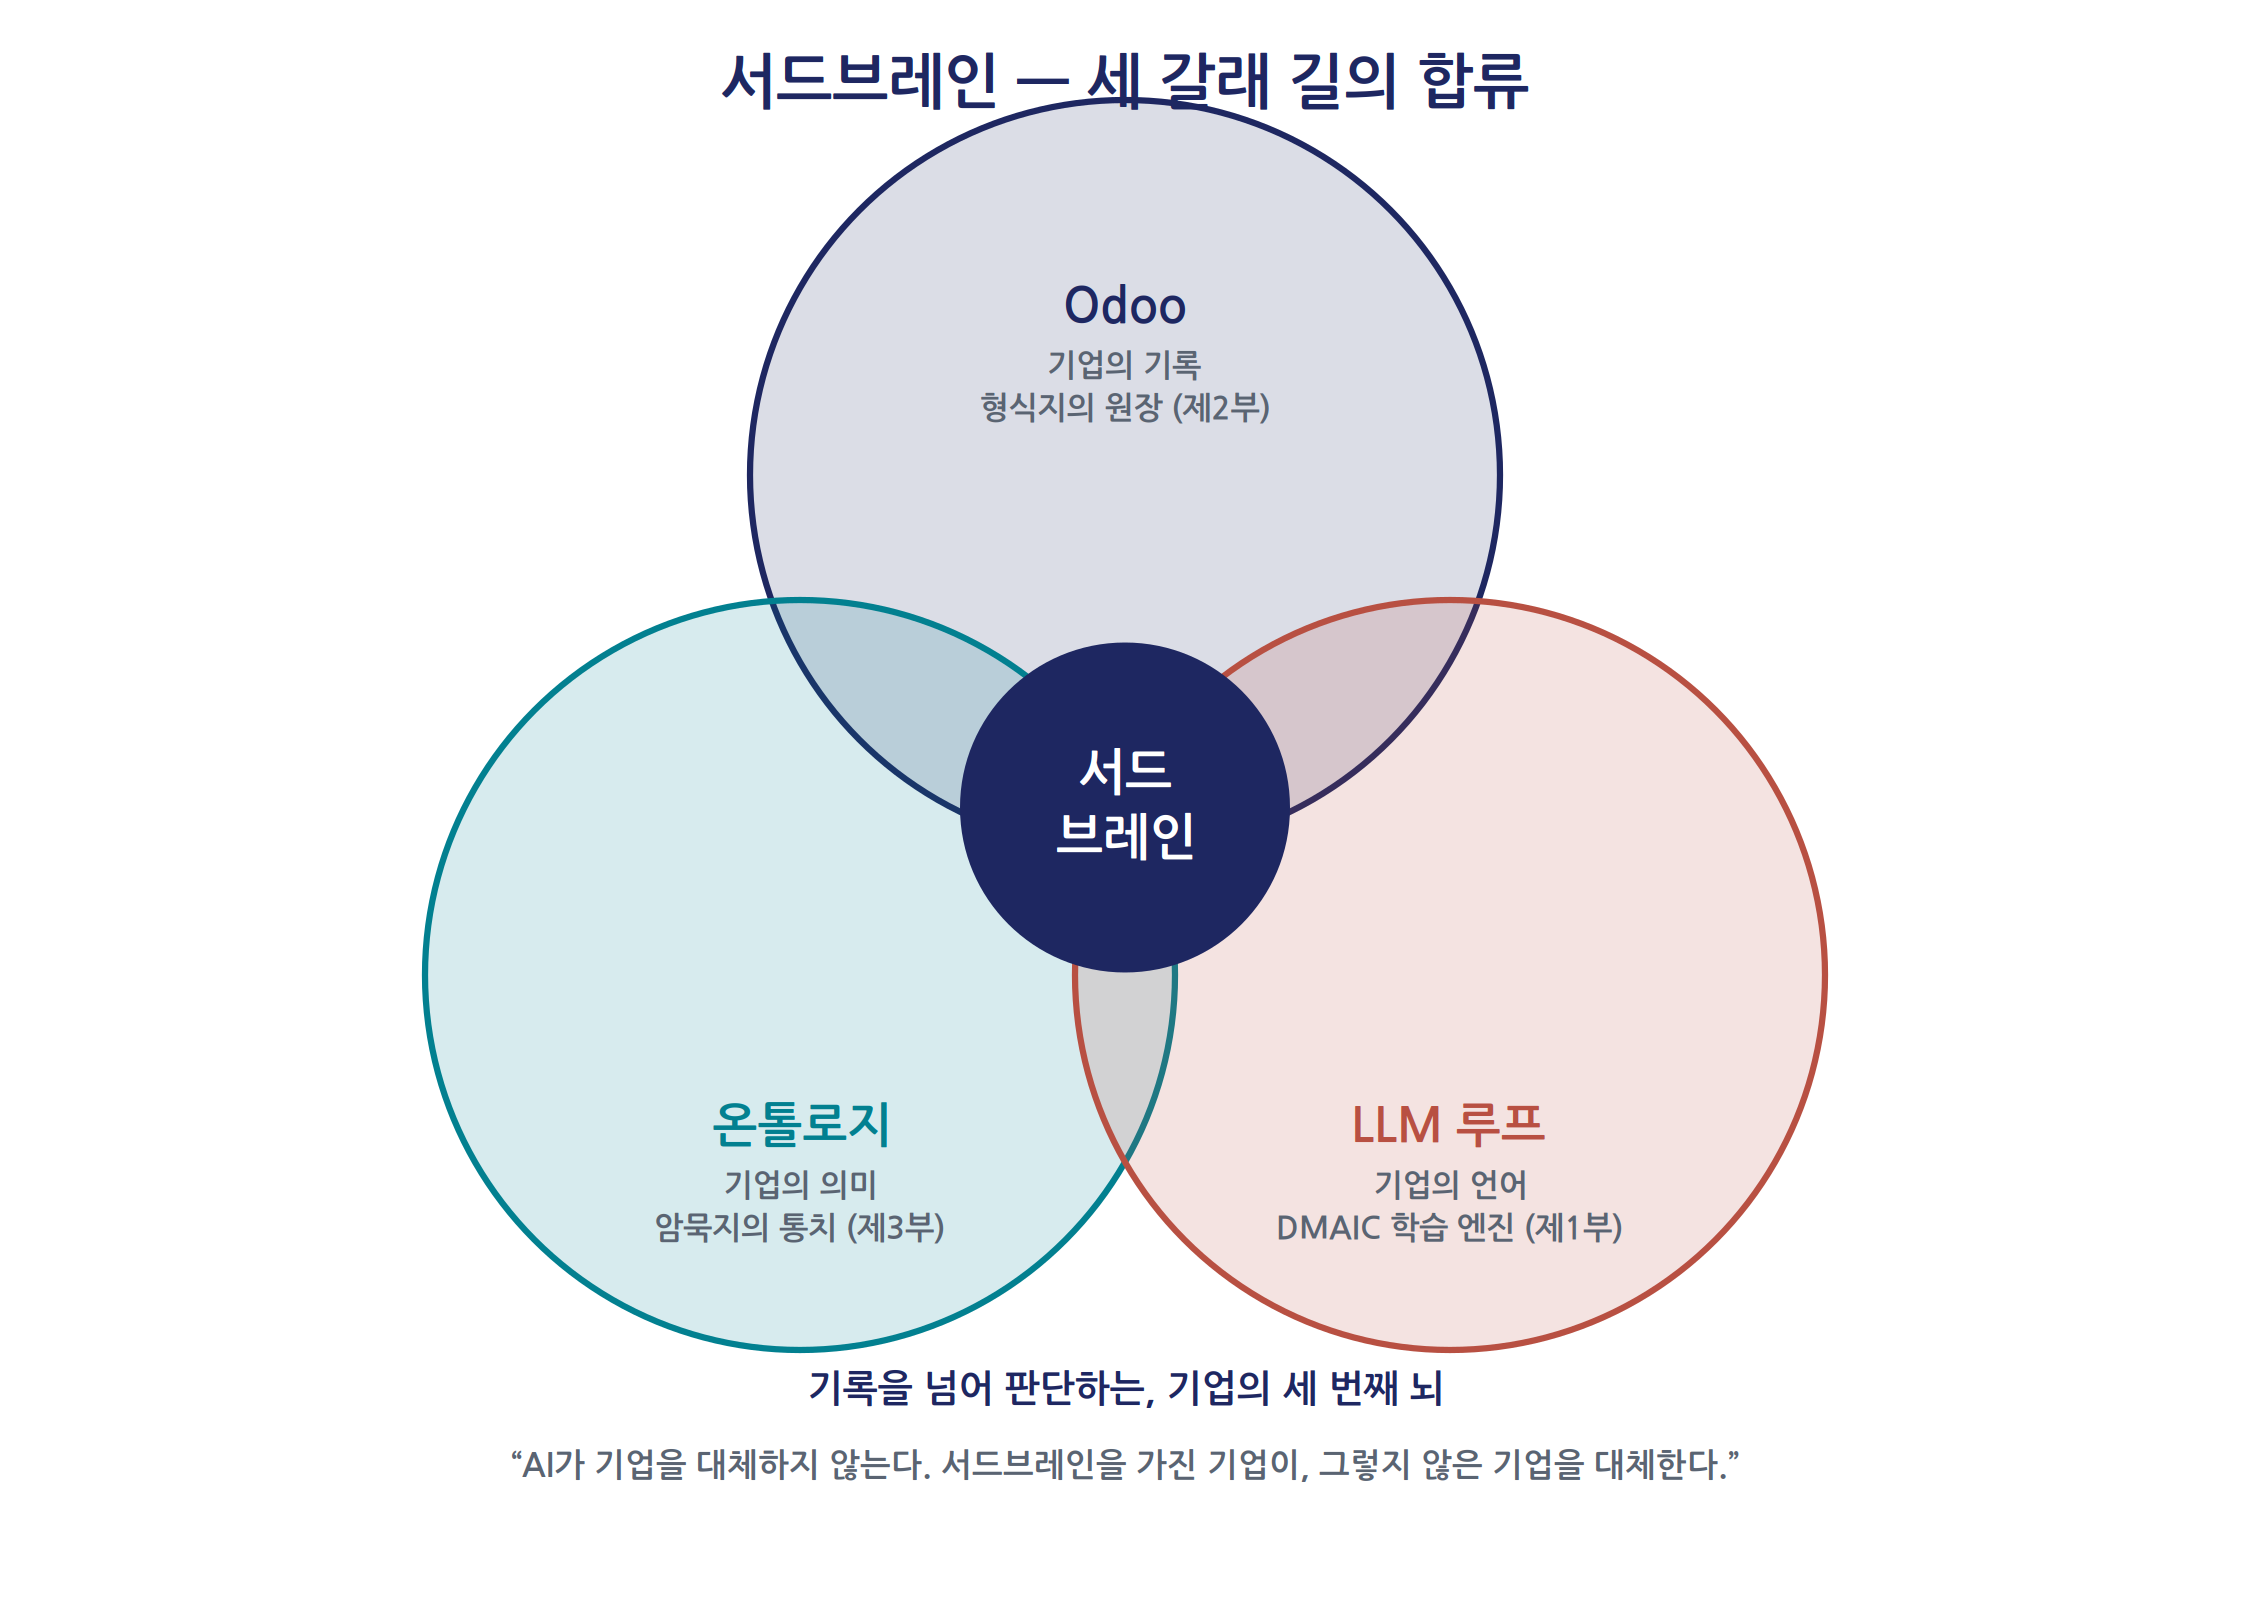 서드브레인 — 세 갈래 길의 합류
Odoo
기업의 기록
형식지의 원장 (제2부)
서드
브레인
온톨로지
기업의 의미
암묵지의 통치 (제3부)
LLM 루프
기업의 언어
DMAIC 학습 엔진 (제1부)
기록을 넘어 판단하는, 기업의 세 번째 뇌
“AI가 기업을 대체하지 않는다. 서드브레인을 가진 기업이, 그렇지 않은 기업을 대체한다.”